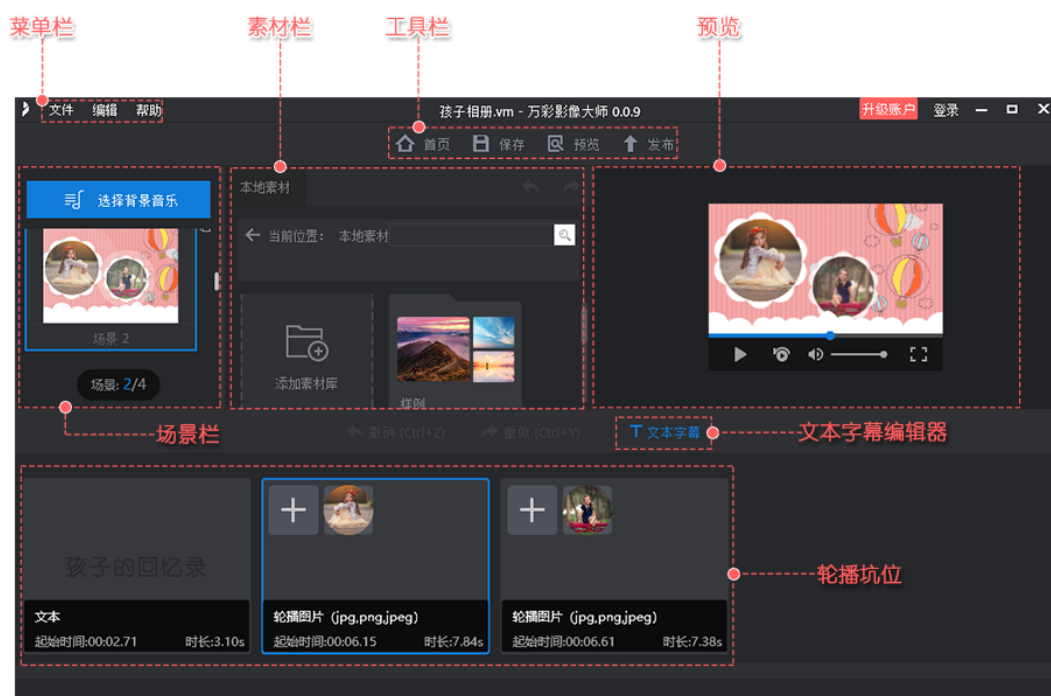 菜单栏
素材栏
工具栏
预览
文件 编辑 帮助
孩子相册.vm - 万彩影像大师 0.0.9
升级账户 登录
首页 保存 预览 发布
选择背景音乐
本地素材
当前位置: 本地素材
场景 2
添加素材库
样例
场景: 2/4
场景栏
撤销 (Ctrl+Z) 重做 (Ctrl+Y)
文本字幕
文本字幕编辑器
孩子的回忆录
轮播坑位
文本
起始时间:00:02.71 时长:3.10s
轮播图片 (jpg,png,jpeg)
起始时间:00:06.15 时长:7.84s
轮播图片 (jpg,png,jpeg)
起始时间:00:06.61 时长:7.38s